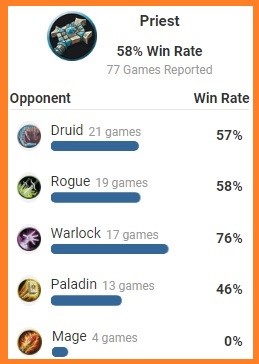 Priest
58% Win Rate
77 Games Reported
Opponent Win Rate
Druid 21 games 57%
Rogue 19 games 58%
Warlock 17 games 76%
Paladin 13 games 46%
Mage 4 games 0%